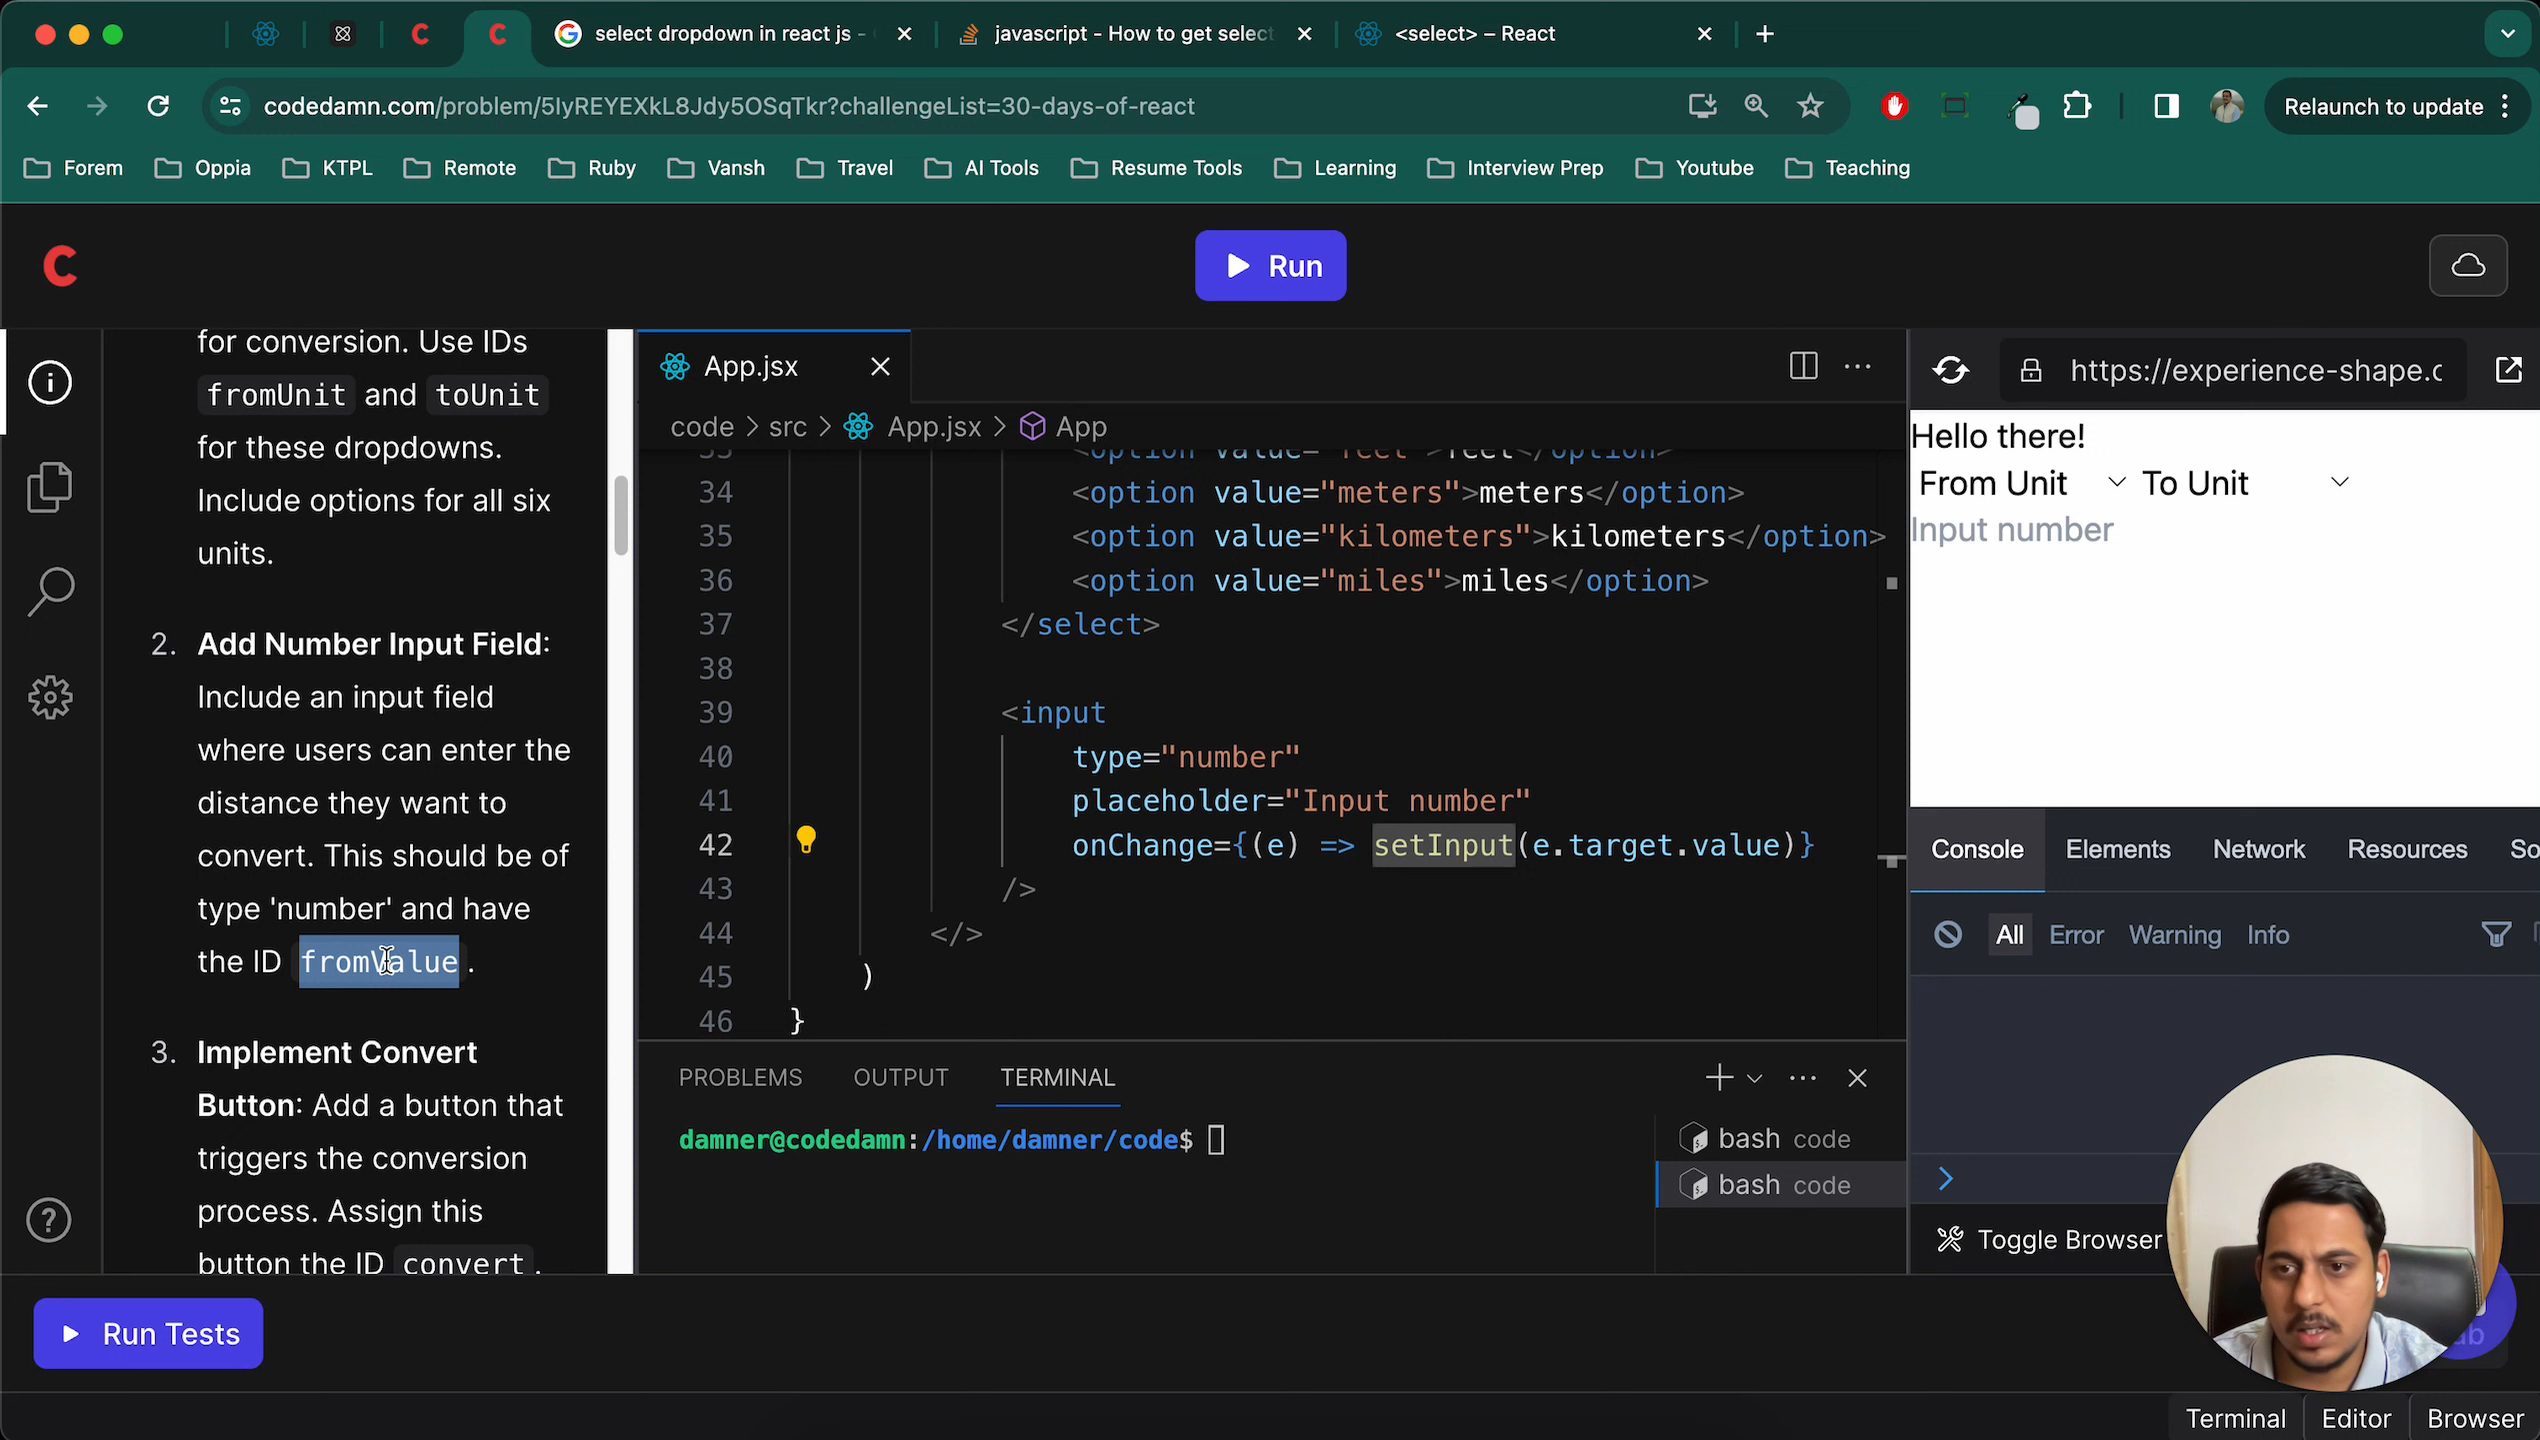 select dropdown in react js -
javascript - How to get select
<select> – React
codedamn.com/problem/5IyREYEXkL8Jdy5OSqTkr?challengeList=30-days-of-react
Relaunch to update
Forem
Oppia
KTPL
Remote
Ruby
Vansh
Travel
AI Tools
Resume Tools
Learning
Interview Prep
Youtube
Teaching
Run
for conversion. Use IDs
fromUnit and toUnit
for these dropdowns.
Include options for all six
units.
2. Add Number Input Field:
Include an input field
where users can enter the
distance they want to
convert. This should be of
type 'number' and have
the ID fromValue.
3. Implement Convert
Button: Add a button that
triggers the conversion
process. Assign this
button the ID convert.
Run Tests
App.jsx
code > src > App.jsx > App
33 <option value="feet">feet</option>
34 <option value="meters">meters</option>
35 <option value="kilometers">kilometers</option>
36 <option value="miles">miles</option>
37 </select>
38
39 <input
40 type="number"
41 placeholder="Input number"
42 onChange={(e) => setInput(e.target.value)}
43 />
44 </>
45 )
46 }
PROBLEMS
OUTPUT
TERMINAL
damner@codedamn:/home/damner/code$
bash code
bash code
https://experience-shape.c
Hello there!
From Unit
To Unit
Input number
Console
Elements
Network
Resources
So
All
Error
Warning
Info
Toggle Browser
Terminal
Editor
Browser